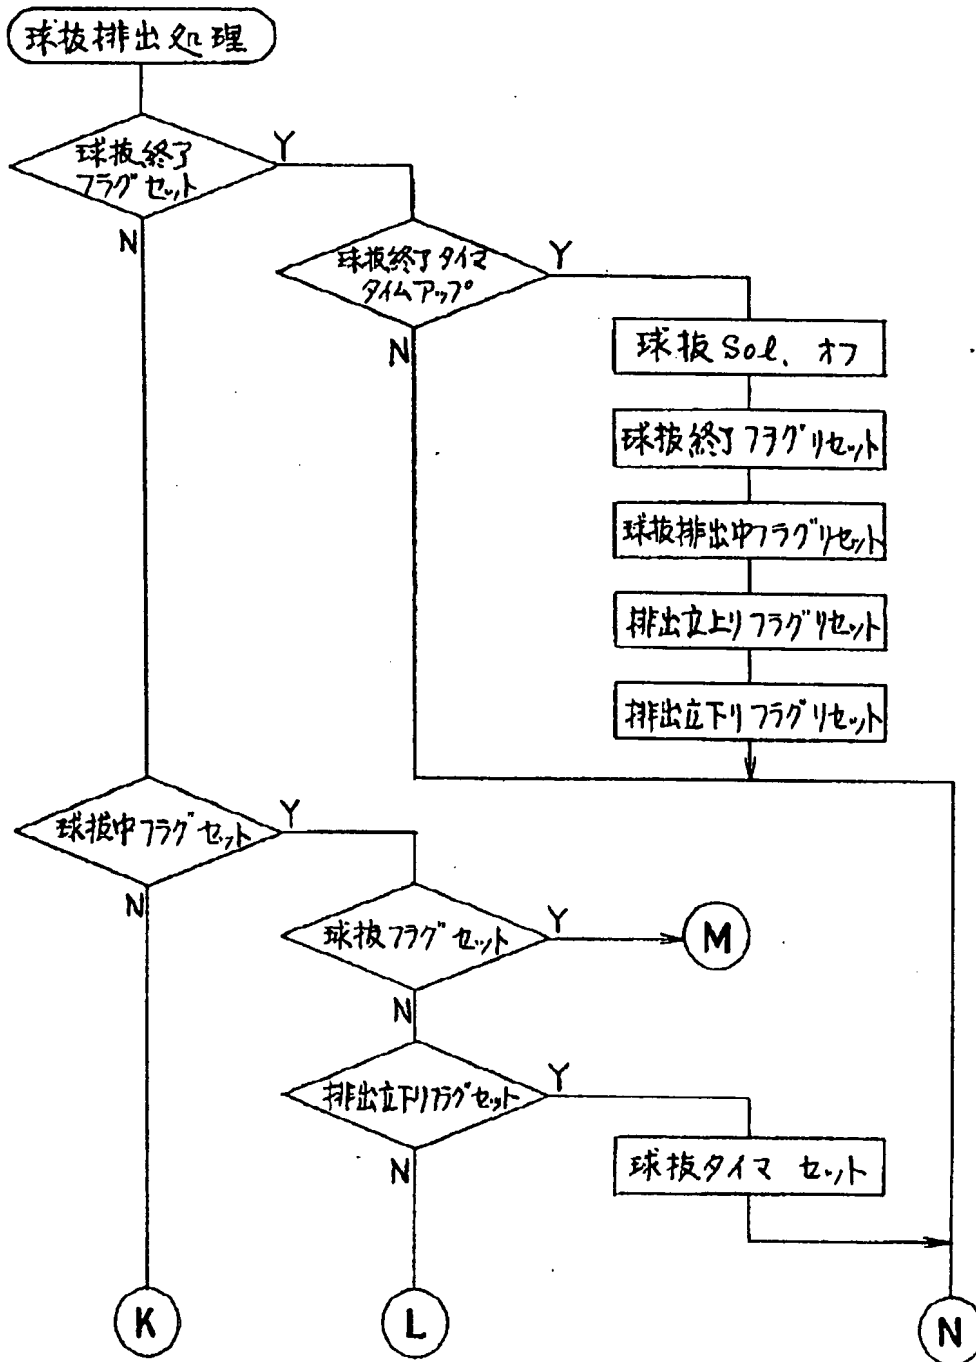 球抜排出処理
球抜終了
フラグセット
Y
N
球抜終了タイマ
タイムアップ
Y
N
球抜Sol. オフ
球抜終了フラグリセット
球抜排出中フラグリセット
排出立上りフラグリセット
排出立下りフラグリセット
球抜中フラグセット
Y
N
球抜フラグセット
Y
M
N
排出立下りフラグセット
Y
N
球抜タイマ セット
K
L
N